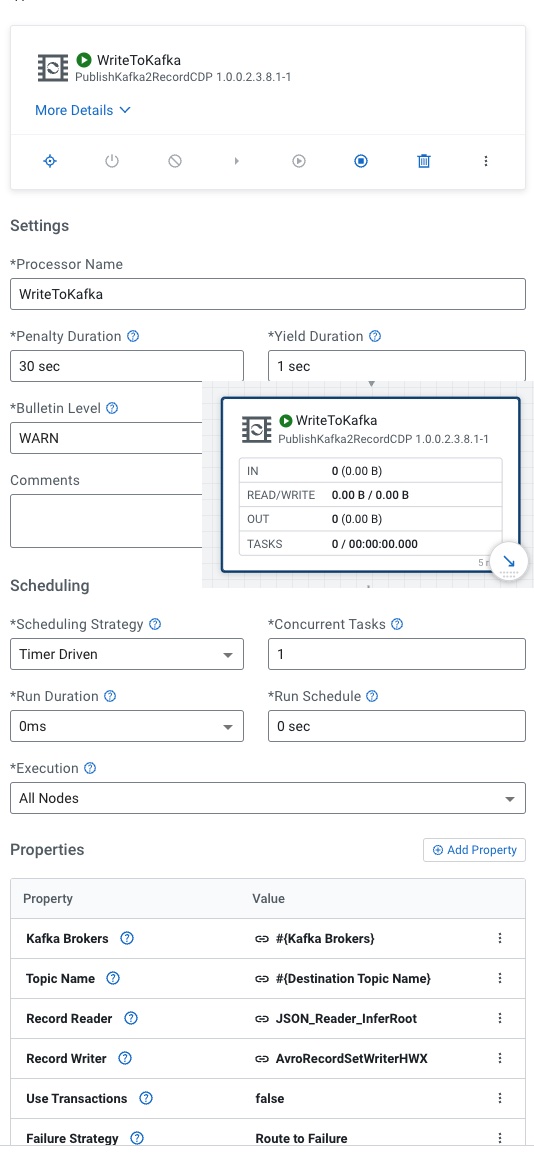 WriteToKafka
PublishKafka2RecordCDP 1.0.0.2.3.8.1-1
More Details
Settings
*Processor Name
WriteToKafka
*Penalty Duration
*Yield Duration
30 sec
1 sec
*Bulletin Level
WARN
Comments
WriteToKafka
PublishKafka2RecordCDP 1.0.0.2.3.8.1-1
IN 0 (0.00 B)
READ/WRITE 0.00 B / 0.00 B
OUT 0 (0.00 B)
TASKS 0 / 00:00:00.000
5
Scheduling
*Scheduling Strategy
*Concurrent Tasks
Timer Driven
1
*Run Duration
*Run Schedule
0ms
0 sec
*Execution
All Nodes
Properties
Add Property
Property Value
Kafka Brokers #{Kafka Brokers}
Topic Name #{Destination Topic Name}
Record Reader JSON_Reader_InferRoot
Record Writer AvroRecordSetWriterHWX
Use Transactions false
Failure Strategy Route to Failure